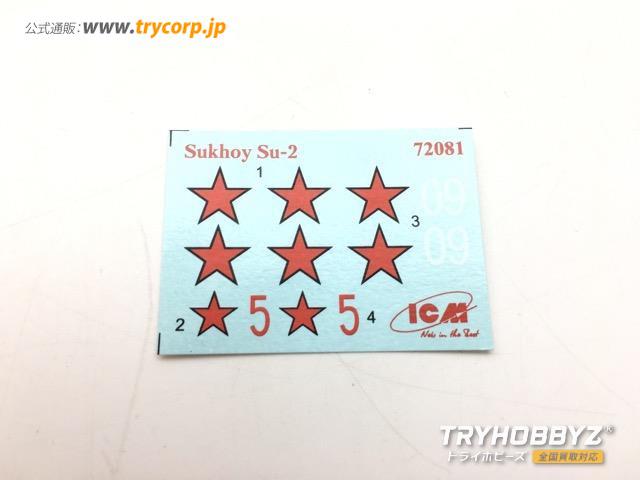 公式通販：www.trycorp.jp
Sukhoy Su-2 72081
1
09
3
09
2 5 5 4
ICM
TRYHOBBYZ®
トライホビーズ 全国買取対応